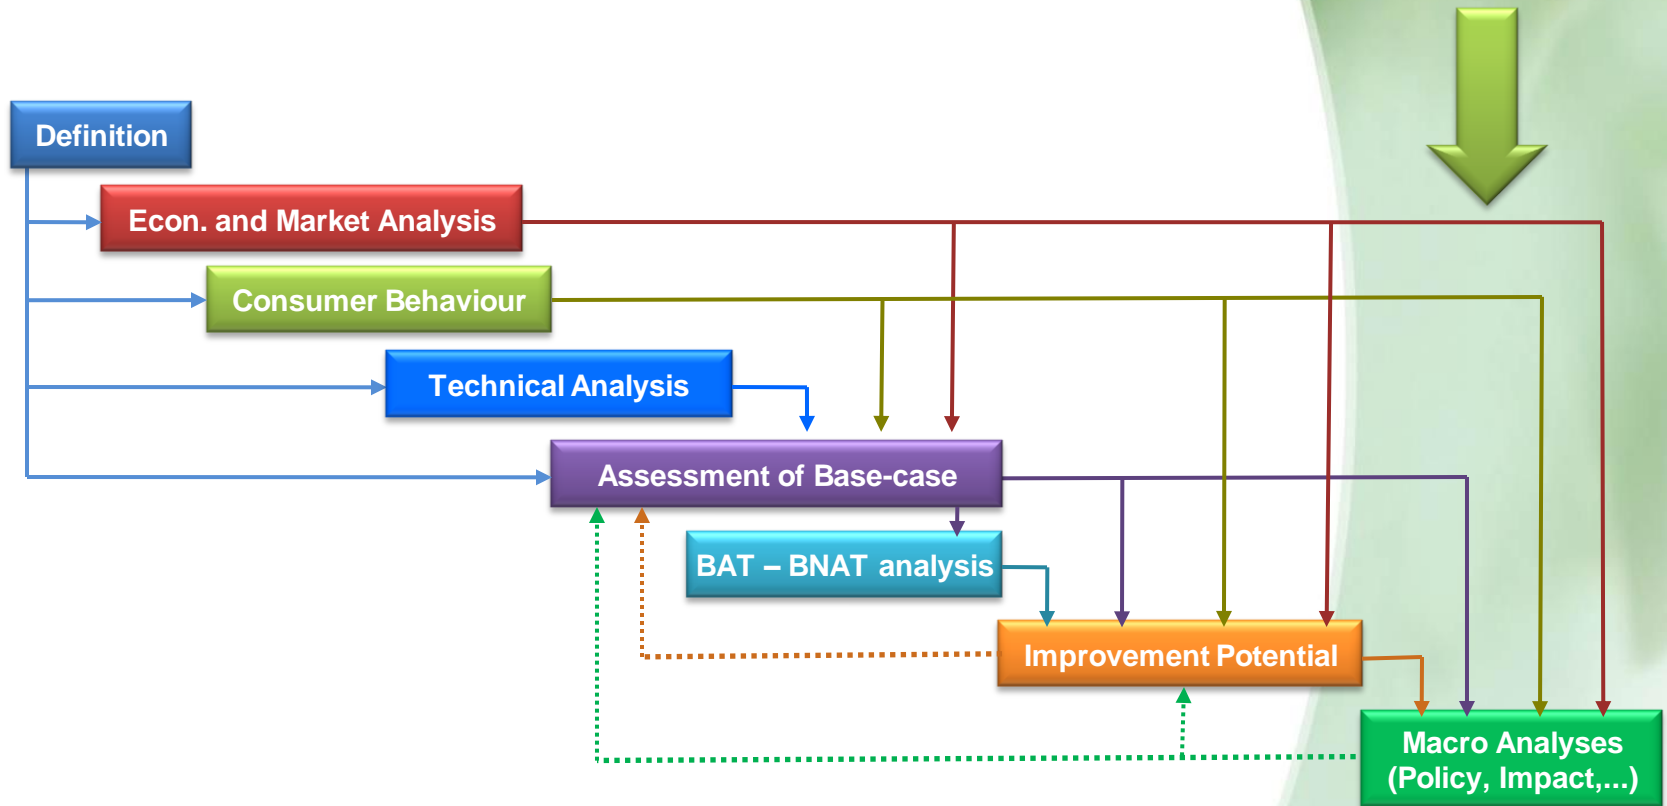 Definition
Econ. and Market Analysis
Consumer Behaviour
Technical Analysis
Assessment of Base-case
BAT – BNAT analysis
Improvement Potential
Macro Analyses
(Policy, Impact,...)